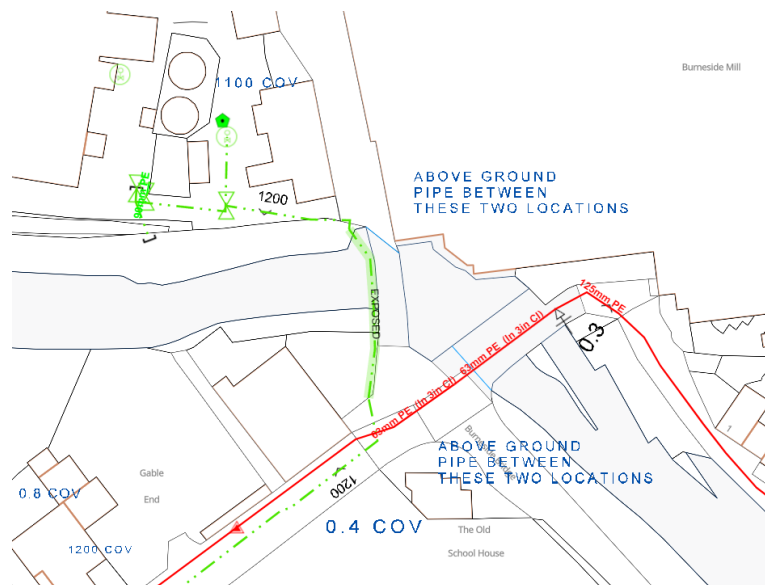 Burneside Mill
1100 COV
ABOVE GROUND
PIPE BETWEEN
THESE TWO LOCATIONS
1200
125mm PE
EXPOSED
0.3
63mm PE (In 3in CI)
63mm PE (In 3in CI)
1
ABOVE GROUND
PIPE BETWEEN
THESE TWO LOCATIONS
Gable
End
1200
0.8 COV
0.4 COV
The Old
School House
1200 COV